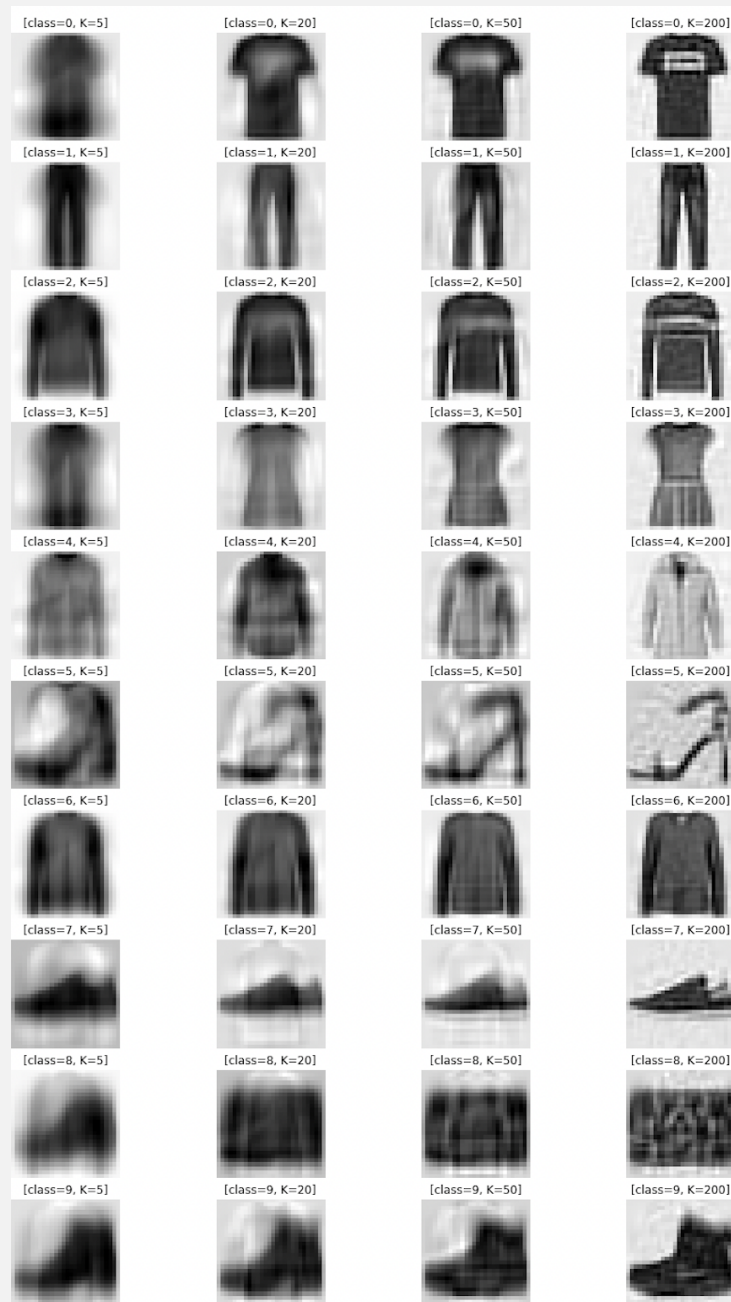 [class=0, K=5] [class=0, K=20] [class=0, K=50] [class=0, K=200]
[class=1, K=5] [class=1, K=20] [class=1, K=50] [class=1, K=200]
[class=2, K=5] [class=2, K=20] [class=2, K=50] [class=2, K=200]
[class=3, K=5] [class=3, K=20] [class=3, K=50] [class=3, K=200]
[class=4, K=5] [class=4, K=20] [class=4, K=50] [class=4, K=200]
[class=5, K=5] [class=5, K=20] [class=5, K=50] [class=5, K=200]
[class=6, K=5] [class=6, K=20] [class=6, K=50] [class=6, K=200]
[class=7, K=5] [class=7, K=20] [class=7, K=50] [class=7, K=200]
[class=8, K=5] [class=8, K=20] [class=8, K=50] [class=8, K=200]
[class=9, K=5] [class=9, K=20] [class=9, K=50] [class=9, K=200]